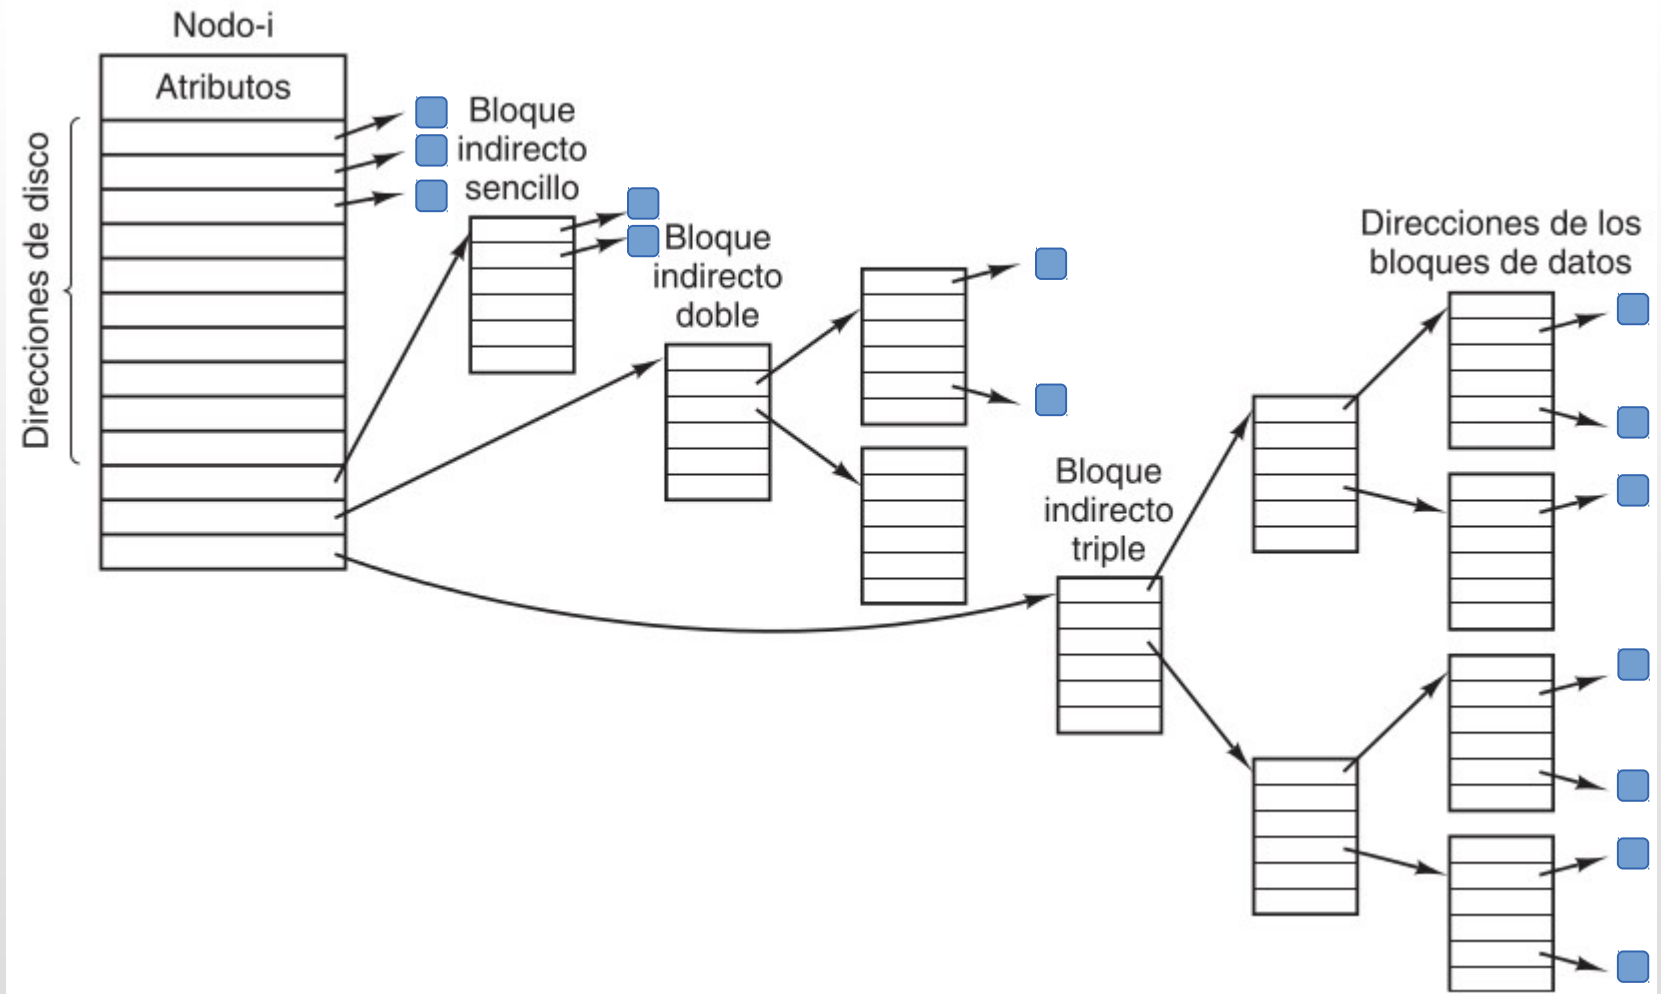 Nodo-i
Atributos
Direcciones de disco
Bloque
indirecto
sencillo
Bloque
indirecto
doble
Bloque
indirecto
triple
Direcciones de los
bloques de datos